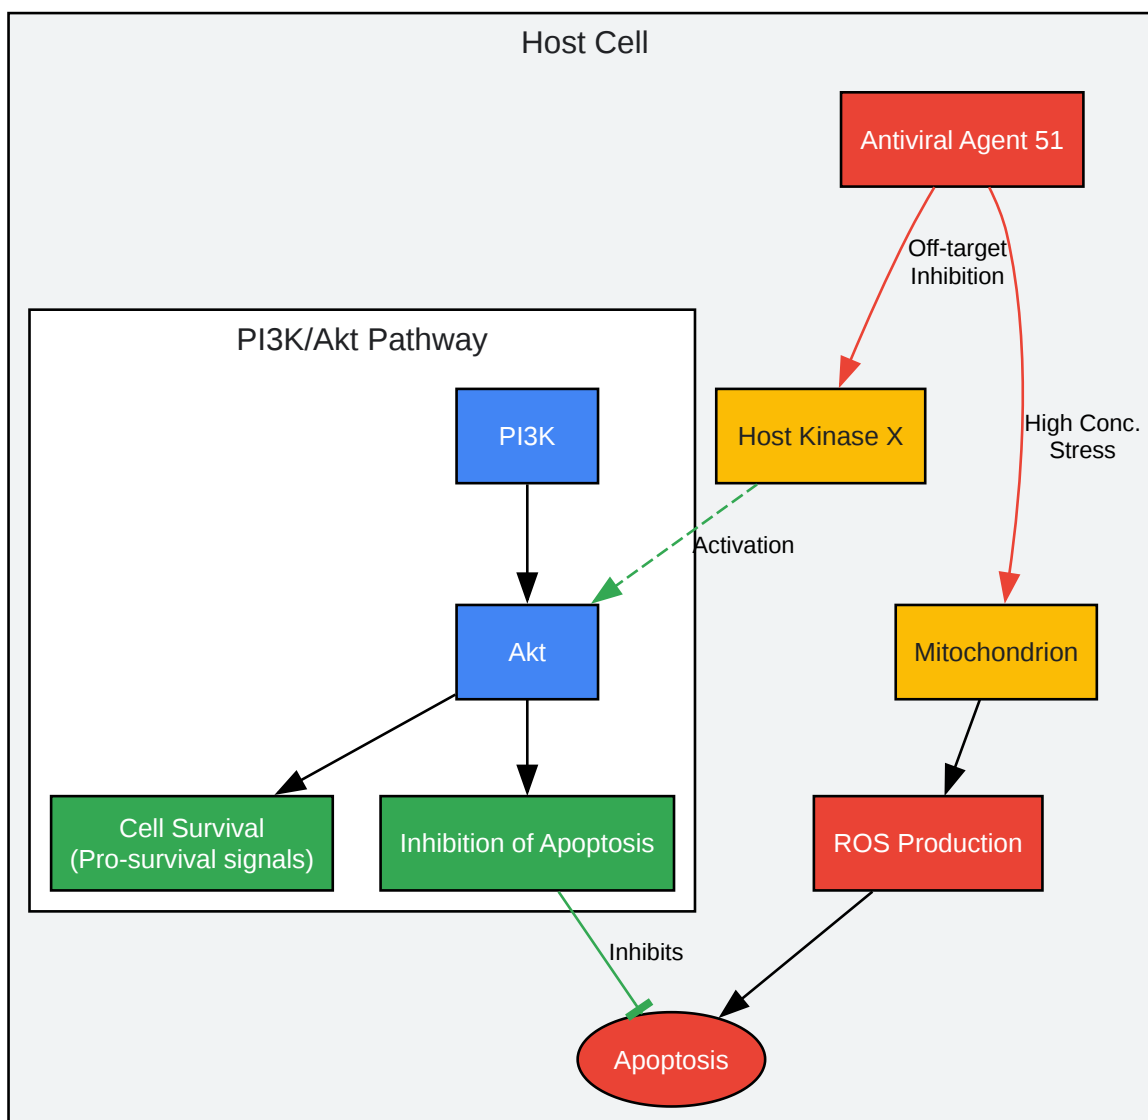 Host Cell
Antiviral Agent 51
Off-target
Inhibition
PI3K/Akt Pathway
PI3K
Host Kinase X
High Conc.
Stress
Activation
Akt
Mitochondrion
Cell Survival
(Pro-survival signals)
Inhibition of Apoptosis
ROS Production
Inhibits
Apoptosis